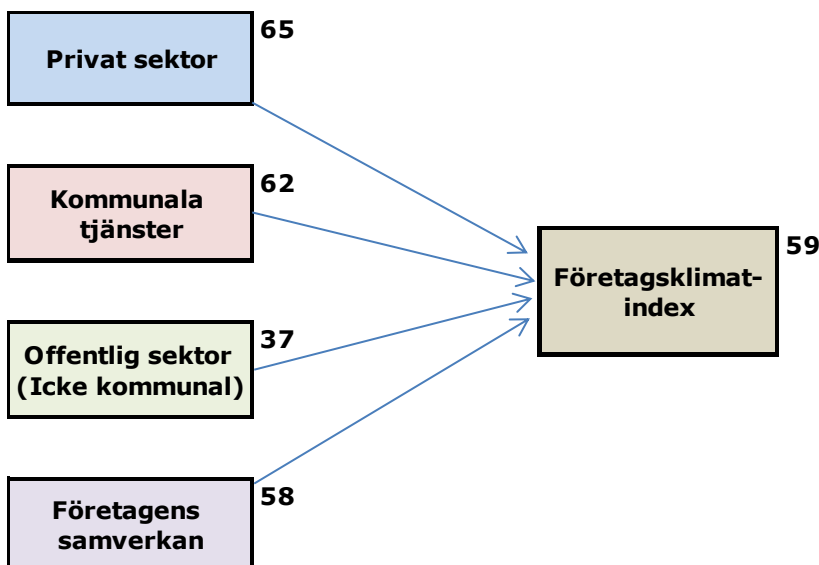 65
Privat sektor
62
Kommunala
tjänster
37
Offentlig sektor
(Icke kommunal)
58
Företagens
samverkan
59
Företagsklimat-
index